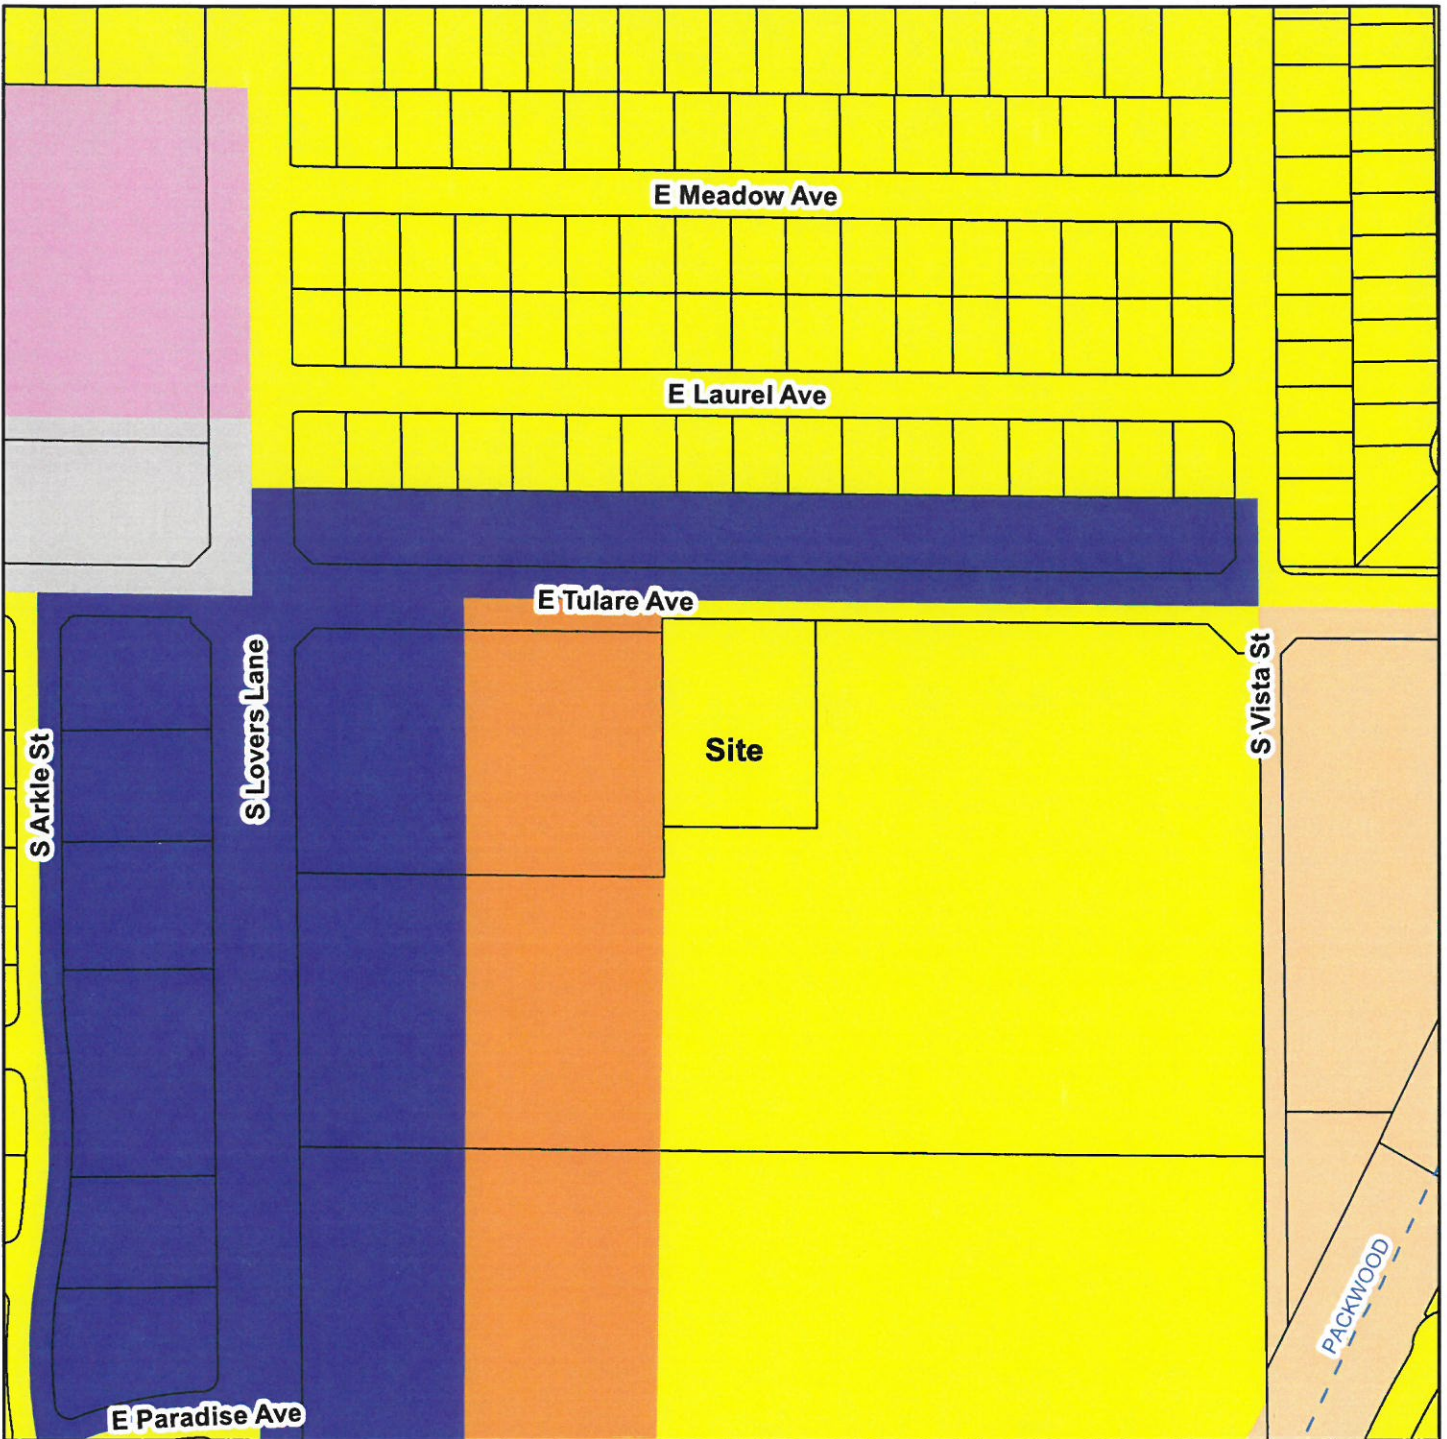 E Meadow Ave
E Laurel Ave
E Tulare Ave
S Lovers Lane
S Vista St
Site
S Arkle St
PACKWOOD
E Paradise Ave